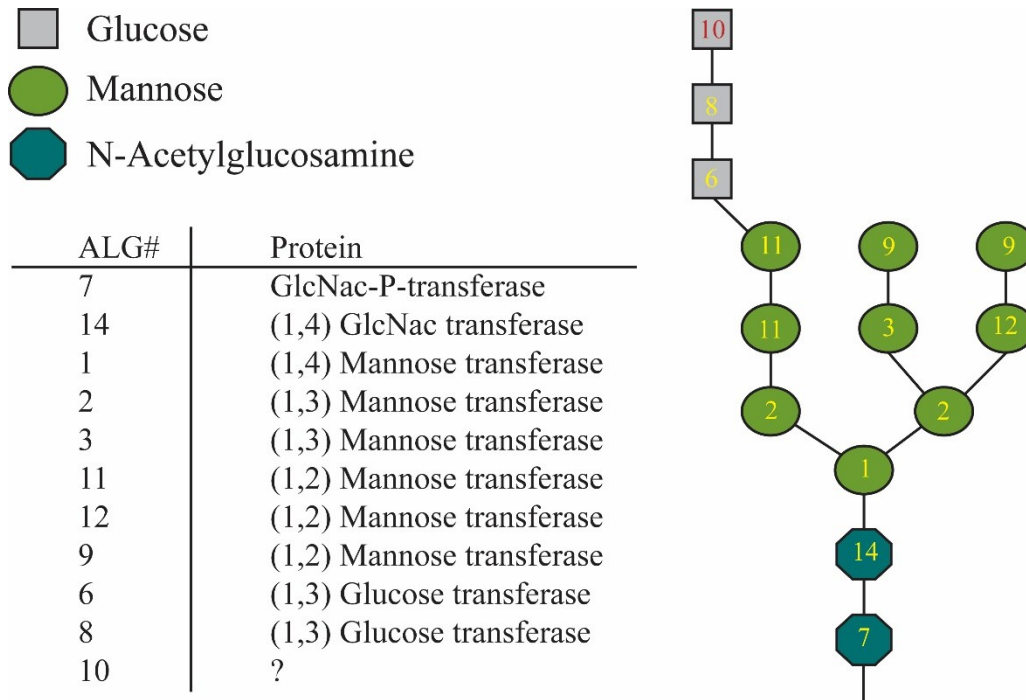 Glucose
Mannose
N-Acetylglucosamine
ALG# Protein
7 GlcNac-P-transferase
14 (1,4) GlcNac transferase
1 (1,4) Mannose transferase
2 (1,3) Mannose transferase
3 (1,3) Mannose transferase
11 (1,2) Mannose transferase
12 (1,2) Mannose transferase
9 (1,2) Mannose transferase
6 (1,3) Glucose transferase
8 (1,3) Glucose transferase
10 ?
10
8
6
11 9 9
11 3 12
2 2
1
14
7